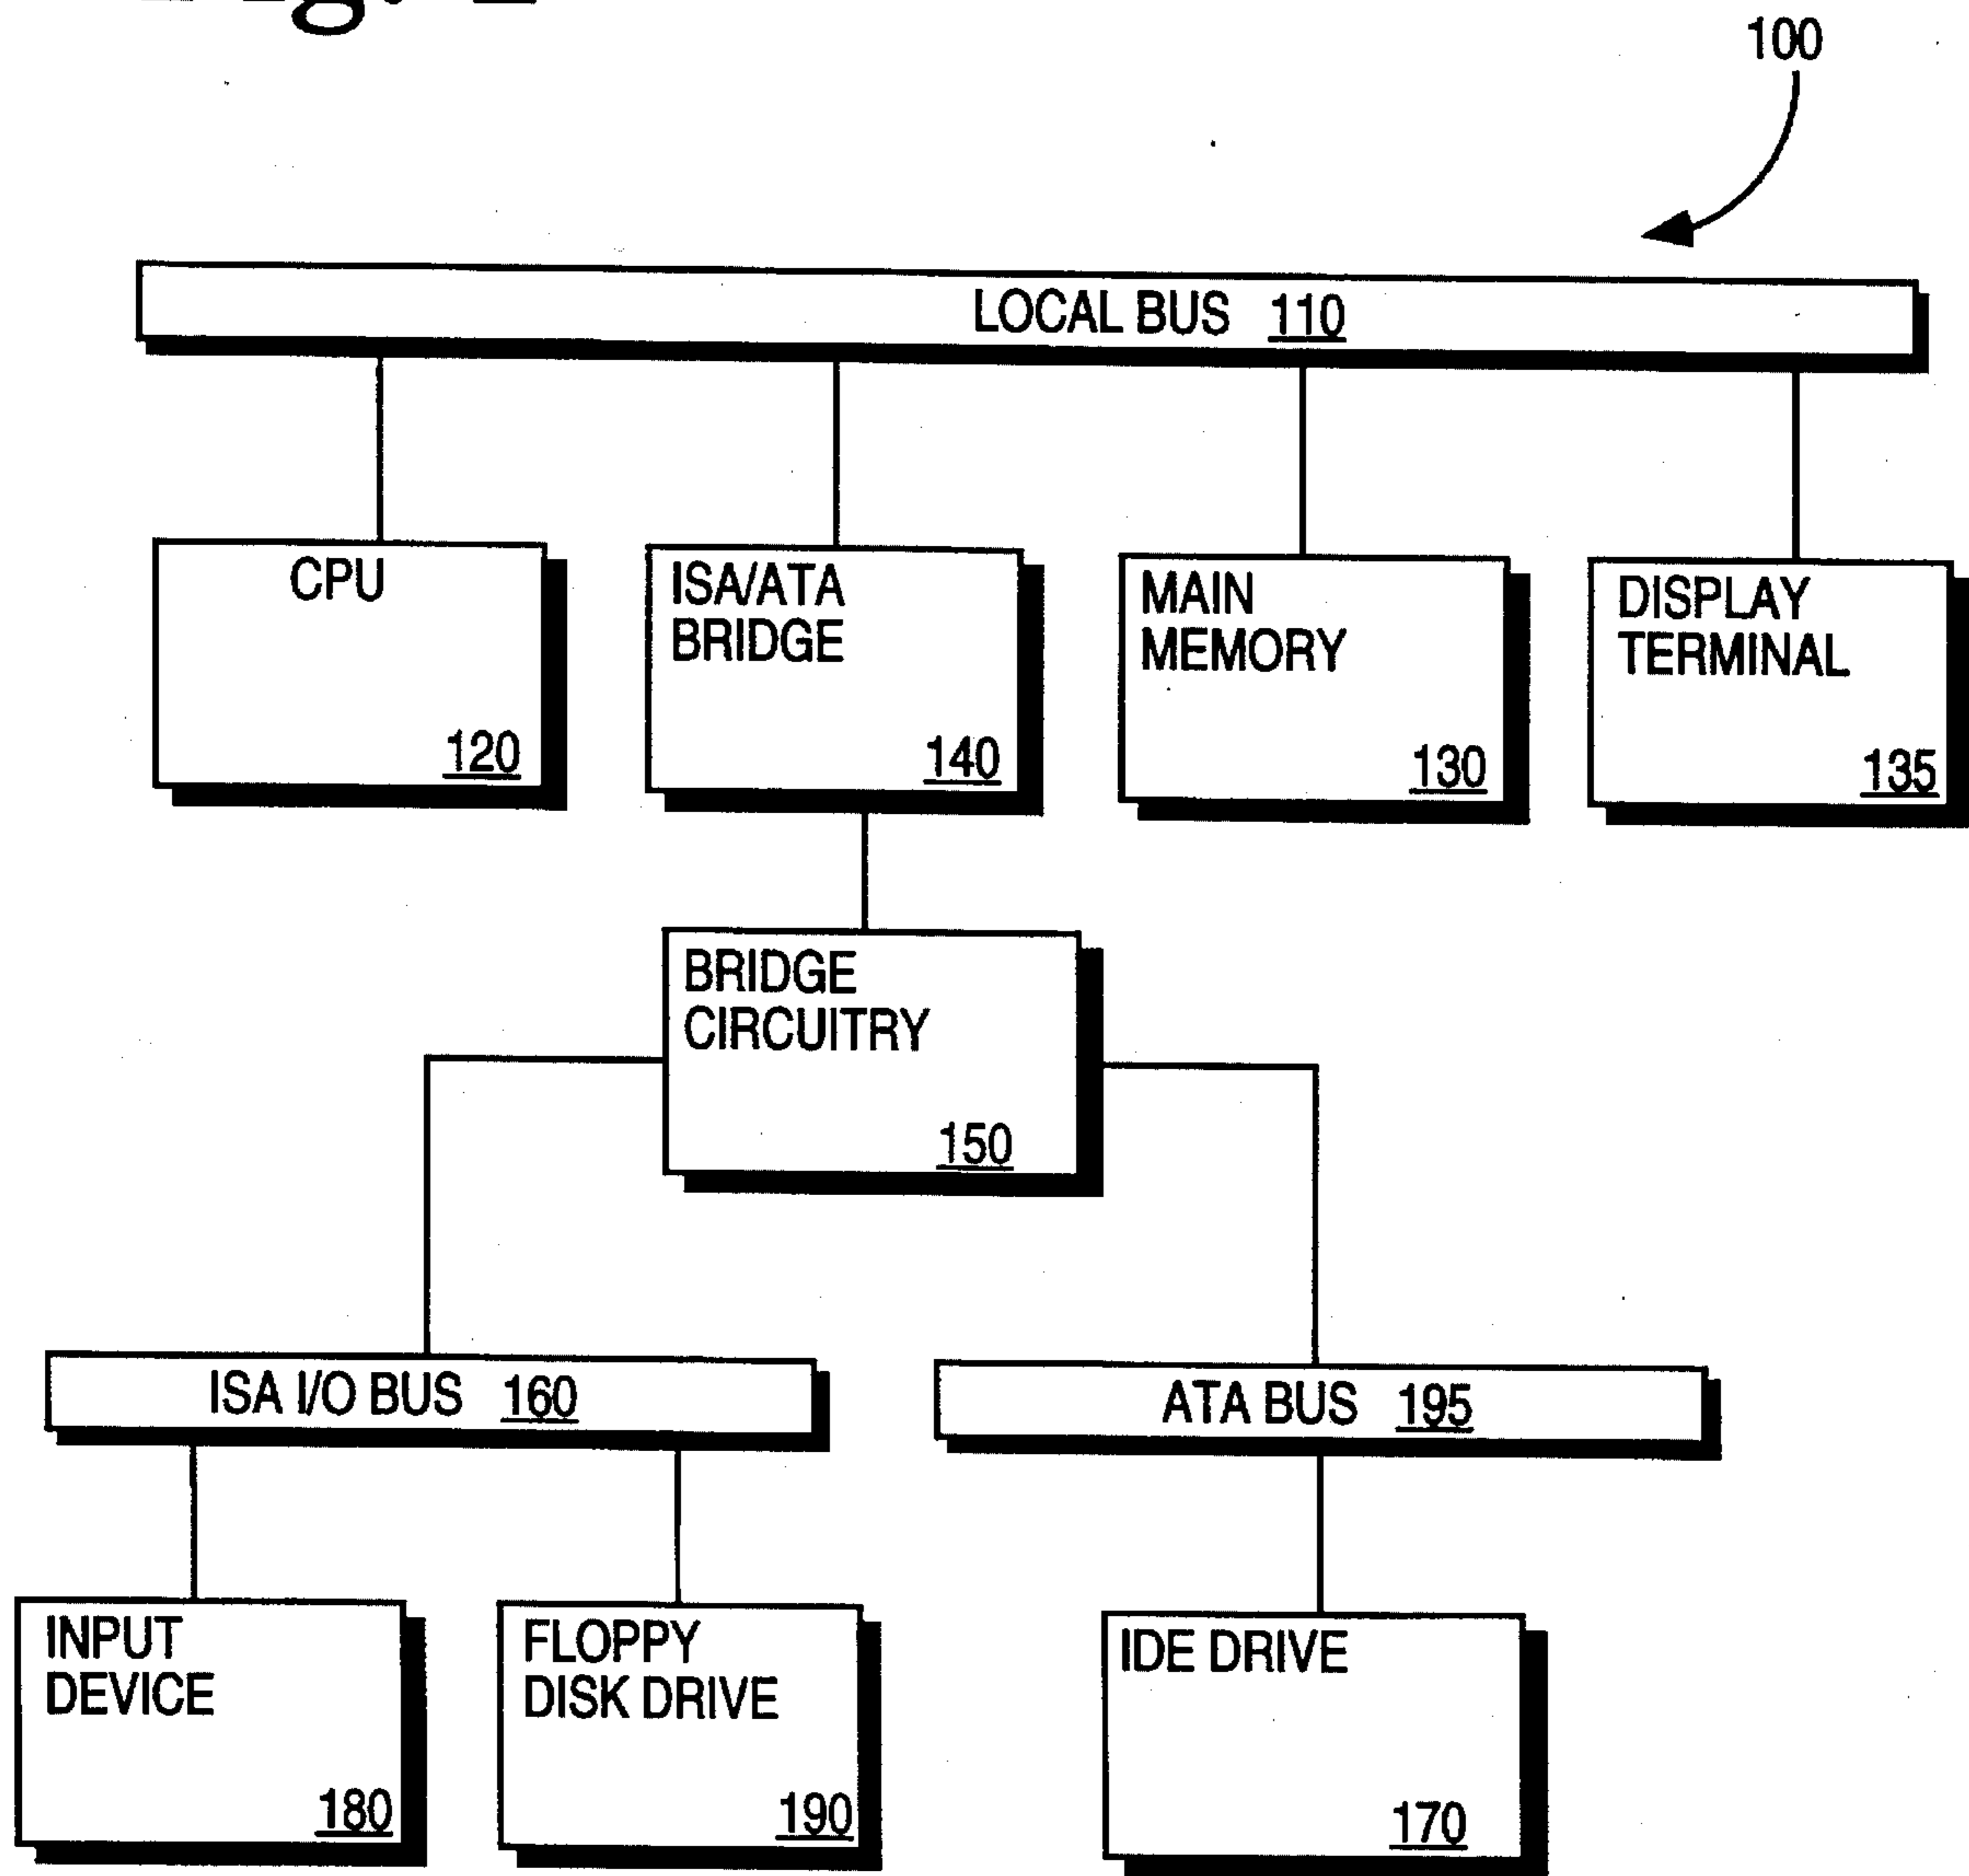 100
LOCAL BUS 110
CPU
120
ISA/ATA
BRIDGE
140
MAIN
MEMORY
130
DISPLAY
TERMINAL
135
BRIDGE
CIRCUITRY
150
ISA I/O BUS 160
ATA BUS 195
INPUT
DEVICE
180
FLOPPY
DISK DRIVE
190
IDE DRIVE
170